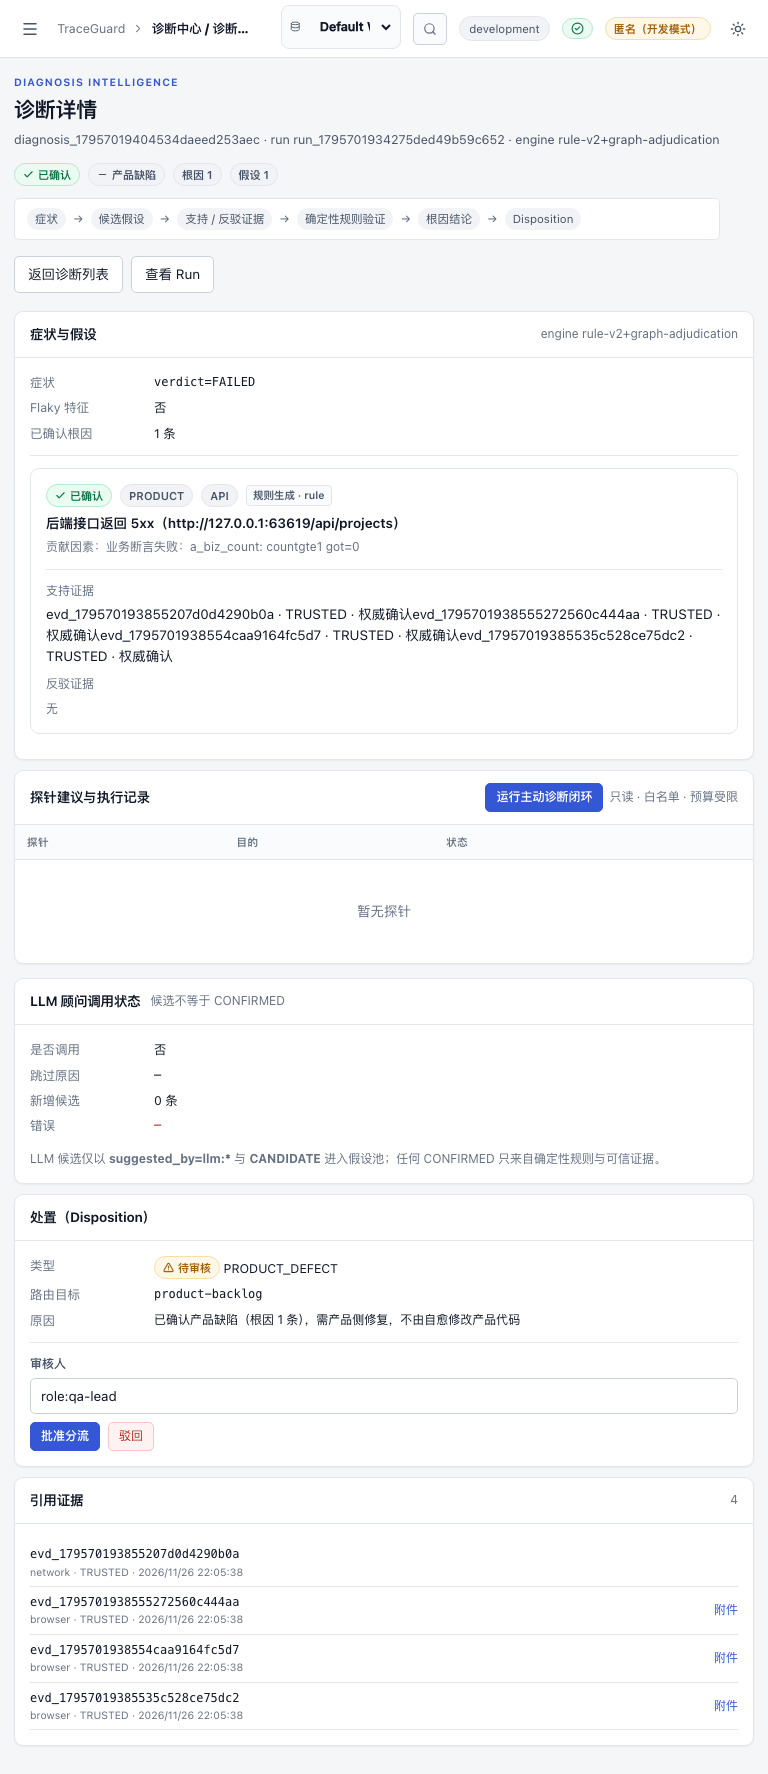 TraceGuard
诊断中心 / 诊断...
Default
development
匿名（开发模式）
DIAGNOSIS INTELLIGENCE
诊断详情
diagnosis_17957019404534daeed253aec · run run_1795701934275ded49b59c652 · engine rule-v2+graph-adjudication
已确认
— 产品缺陷
根因 1
假设 1
症状 → 候选假设 → 支持 / 反驳证据 → 确定性规则验证 → 根因结论 → Disposition
返回诊断列表
查看 Run
症状与假设
engine rule-v2+graph-adjudication
症状 verdict=FAILED
Flaky 特征 否
已确认根因 1 条
已确认 PRODUCT API 规则生成 · rule
后端接口返回 5xx（http://127.0.0.1:63619/api/projects）
贡献因素：业务断言失败：a_biz_count: countgte1 got=0
支持证据
evd_179570193855207d0d4290b0a · TRUSTED · 权威确认evd_1795701938555272560c444aa · TRUSTED ·
权威确认evd_1795701938554caa9164fc5d7 · TRUSTED · 权威确认evd_17957019385535c528ce75dc2 ·
TRUSTED · 权威确认
反驳证据
无
探针建议与执行记录
运行主动诊断闭环
只读 · 白名单 · 预算受限
探针 目的 状态
暂无探针
LLM 顾问调用状态 候选不等于 CONFIRMED
是否调用 否
跳过原因 —
新增候选 0 条
错误 —
LLM 候选仅以 suggested_by=llm:* 与 CANDIDATE 进入假设池；任何 CONFIRMED 只来自确定性规则与可信证据。
处置（Disposition）
类型 待审核 PRODUCT_DEFECT
路由目标 product-backlog
原因 已确认产品缺陷（根因 1 条），需产品侧修复，不由自愈修改产品代码
审核人
role:qa-lead
批准分流
驳回
引用证据
4
evd_179570193855207d0d4290b0a
network · TRUSTED · 2026/11/26 22:05:38
evd_1795701938555272560c444aa
browser · TRUSTED · 2026/11/26 22:05:38
附件
evd_1795701938554caa9164fc5d7
browser · TRUSTED · 2026/11/26 22:05:38
附件
evd_17957019385535c528ce75dc2
browser · TRUSTED · 2026/11/26 22:05:38
附件